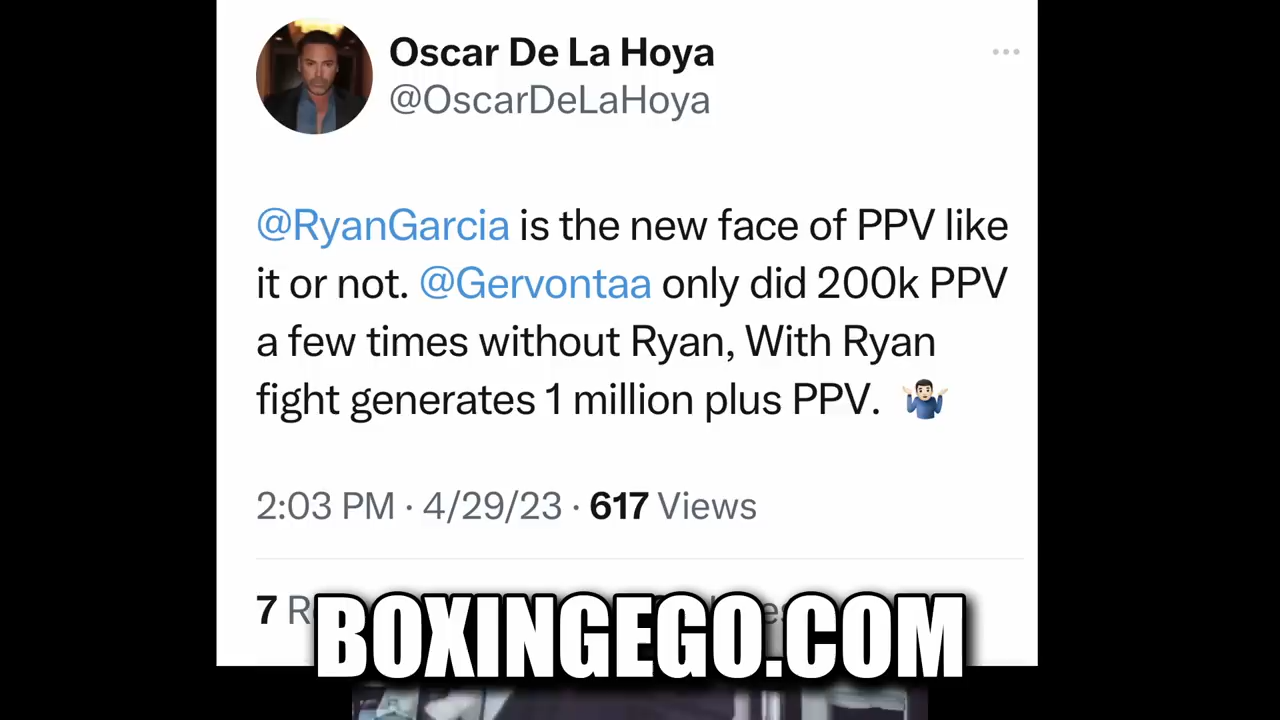 Oscar De La Hoya
@OscarDeLaHoya
@RyanGarcia is the new face of PPV like
it or not. @Gervontaa only did 200k PPV
a few times without Ryan, With Ryan
fight generates 1 million plus PPV. 🤷🏻‍♂️
2:03 PM · 4/29/23 · 617 Views
7
BOXINGEGO.COM